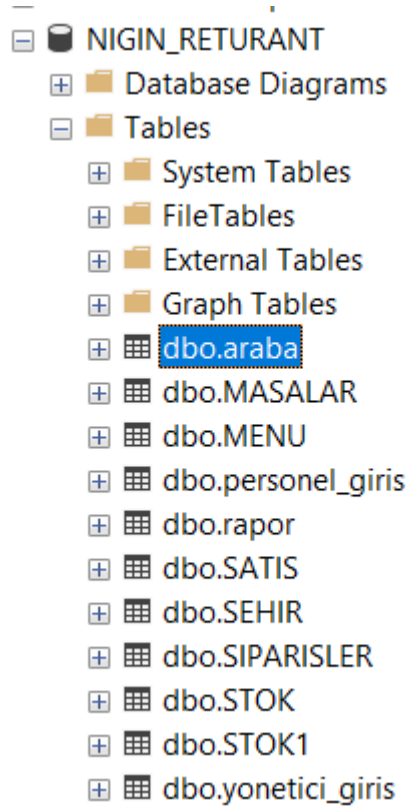 NIGIN_RETURANT
Database Diagrams
Tables
System Tables
FileTables
External Tables
Graph Tables
dbo.araba
dbo.MASALAR
dbo.MENU
dbo.personel_giris
dbo.rapor
dbo.SATIS
dbo.SEHIR
dbo.SIPARISLER
dbo.STOK
dbo.STOK1
dbo.yonetici_giris